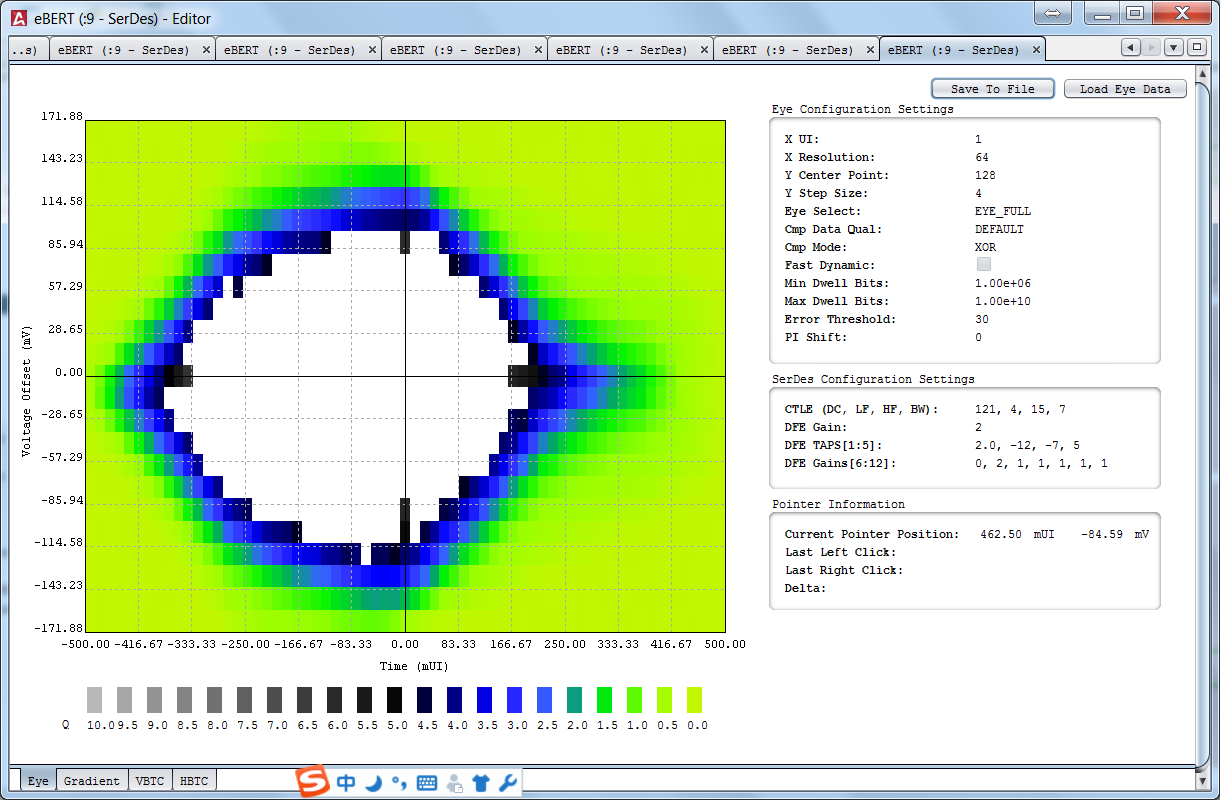 eBERT (:9 - SerDes) - Editor
..s) eBERT (:9 - SerDes) eBERT (:9 - SerDes) eBERT (:9 - SerDes) eBERT (:9 - SerDes) eBERT (:9 - SerDes) eBERT (:9 - SerDes)
Save To File Load Eye Data
Eye Configuration Settings
X UI: 1
X Resolution: 64
Y Center Point: 128
Y Step Size: 4
Eye Select: EYE_FULL
Cmp Data Qual: DEFAULT
Cmp Mode: XOR
Fast Dynamic:
Min Dwell Bits: 1.00e+06
Max Dwell Bits: 1.00e+10
Error Threshold: 30
PI Shift: 0
SerDes Configuration Settings
CTLE (DC, LF, HF, BW): 121, 4, 15, 7
DFE Gain: 2
DFE TAPS[1:5]: 2.0, -12, -7, 5
DFE Gains[6:12]: 0, 2, 1, 1, 1, 1, 1
Pointer Information
Current Pointer Position: 462.50 mUI -84.59 mV
Last Left Click:
Last Right Click:
Delta:
171.88
143.23
114.58
85.94
57.29
28.65
0.00
-28.65
-57.29
-85.94
-114.58
-143.23
-171.88
Voltage Offset (mV)
-500.00 -416.67 -333.33 -250.00 -166.67 -83.33 0.00 83.33 166.67 250.00 333.33 416.67 500.00
Time (mUI)
Q 10.0 9.5 9.0 8.5 8.0 7.5 7.0 6.5 6.0 5.5 5.0 4.5 4.0 3.5 3.0 2.5 2.0 1.5 1.0 0.5 0.0
Eye Gradient VBTC HBTC
中